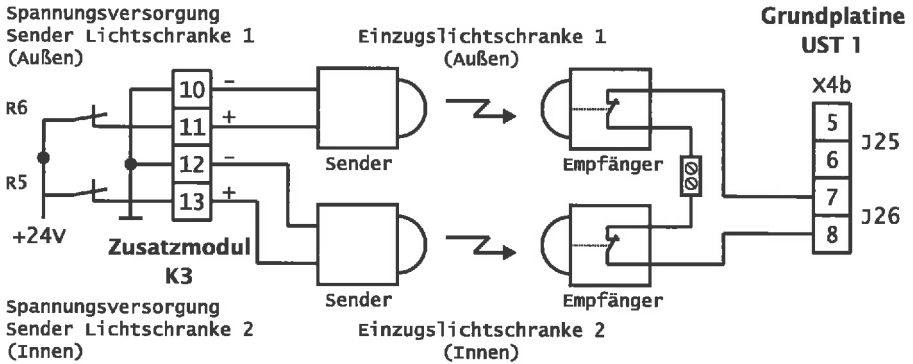 Spannungsversorgung
Sender Lichtschranke 1
(Außen)
Einzugslichtschranke 1
(Außen)
Grundplatine
UST 1
X4b
R6
10
-
11
+
12
-
13
+
R5
+24V
Zusatzmodul
K3
Sender
Empfänger
5
6
7
8
J25
J26
Sender
Empfänger
Spannungsversorgung
Sender Lichtschranke 2
(Innen)
Einzugslichtschranke 2
(Innen)